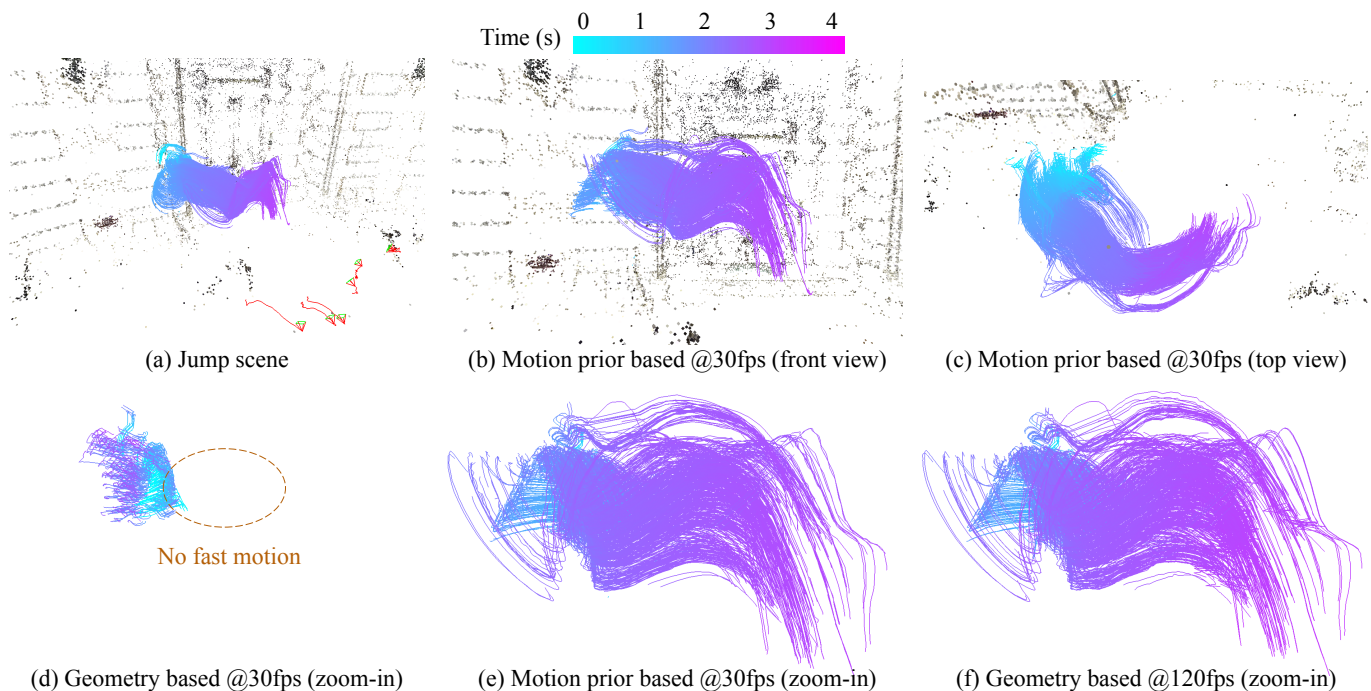 Time (s)
0 1 2 3 4
(a) Jump scene
(b) Motion prior based @30fps (front view)
(c) Motion prior based @30fps (top view)
No fast motion
(d) Geometry based @30fps (zoom-in)
(e) Motion prior based @30fps (zoom-in)
(f) Geometry based @120fps (zoom-in)